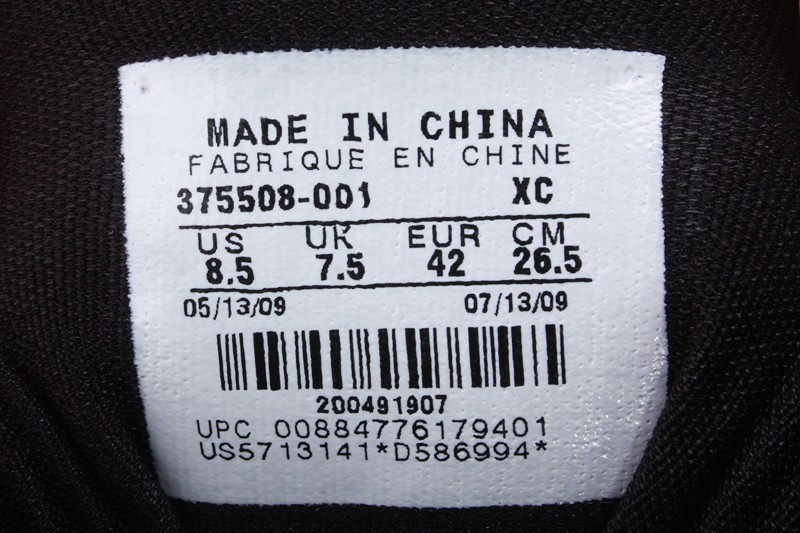 MADE IN CHINA
FABRIQUE EN CHINE
375508-001 XC
US UK EUR CM
8.5 7.5 42 26.5
05/13/09 07/13/09
200491907
UPC 00884776179401
US5713141*D586994*